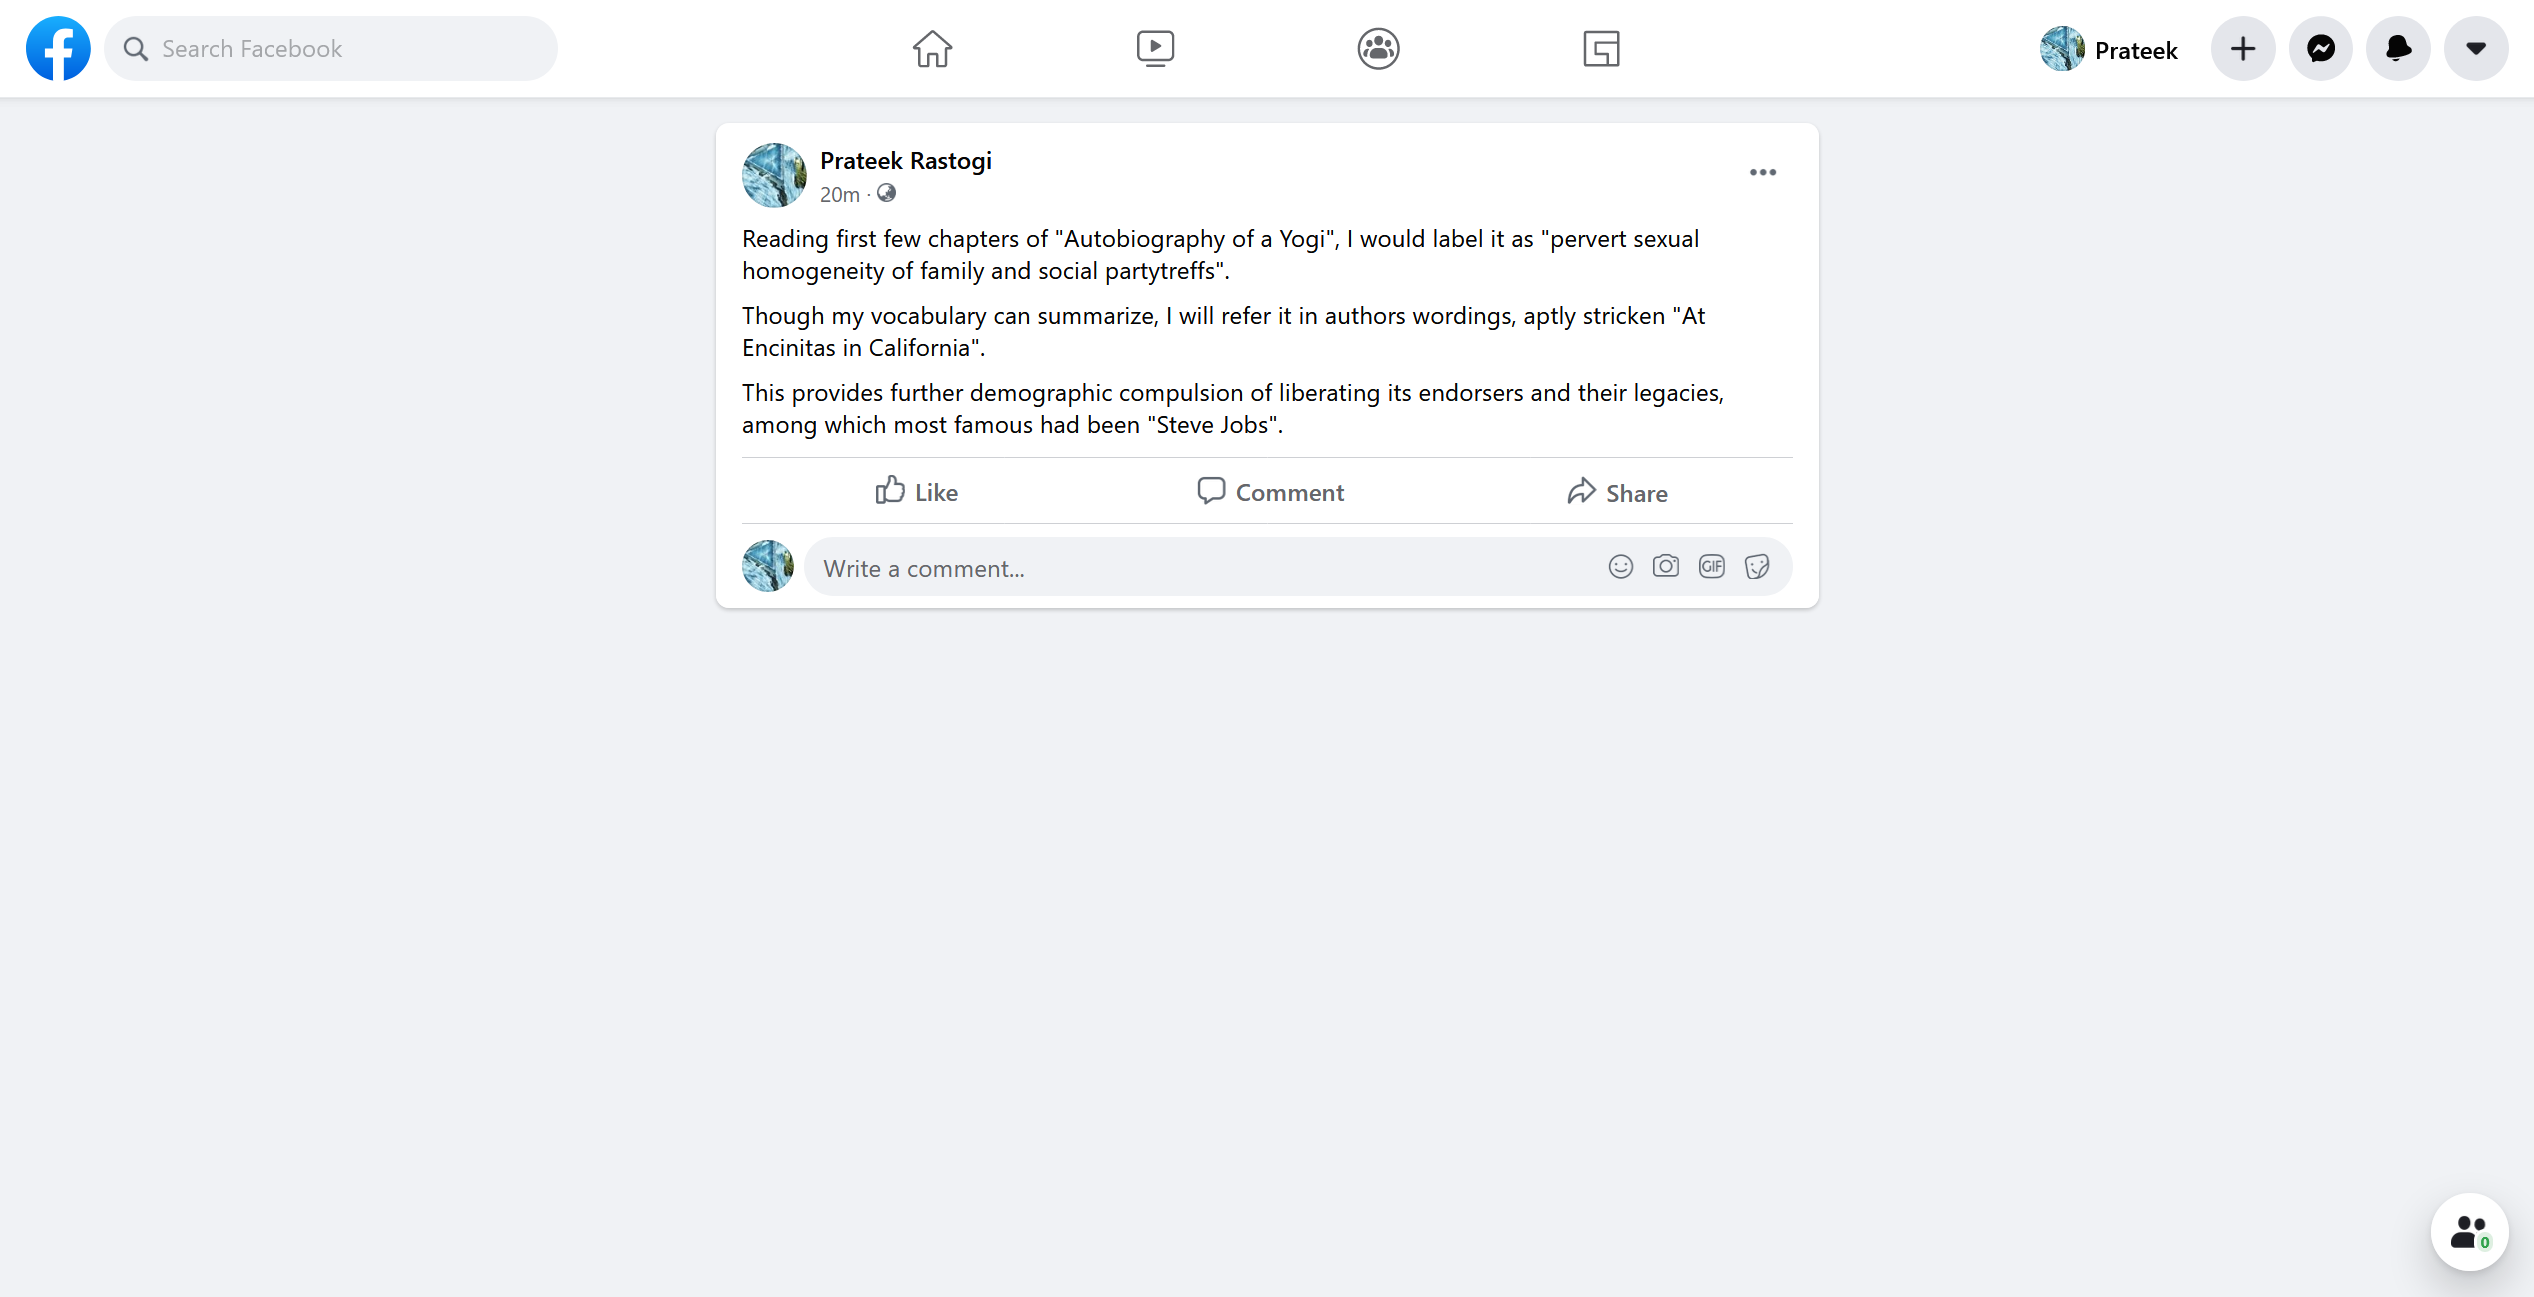 Search Facebook
Prateek
Prateek Rastogi
20m ·
Reading first few chapters of "Autobiography of a Yogi", I would label it as "pervert sexual
homogeneity of family and social partytreffs".
Though my vocabulary can summarize, I will refer it in authors wordings, aptly stricken "At
Encinitas in California".
This provides further demographic compulsion of liberating its endorsers and their legacies,
among which most famous had been "Steve Jobs".
Like
Comment
Share
Write a comment...
GIF
0